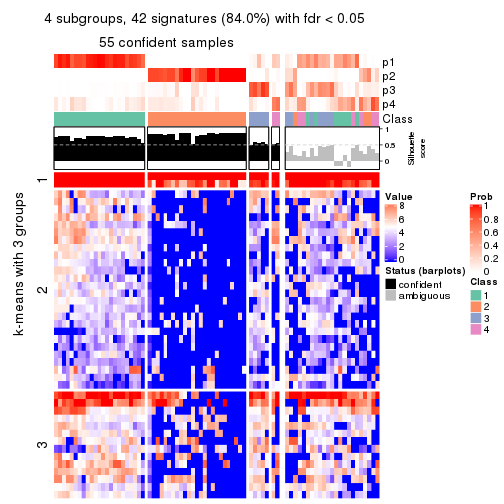 4 subgroups, 42 signatures (84.0%) with fdr < 0.05
55 confident samples
p1
p2
p3
p4
Class
1
0.5
0
Silhouette
score
k-means with 3 groups
1
2
3
Value
8
6
4
2
0
Status (barplots)
confident
ambiguous
Prob
1
0.8
0.6
0.4
0.2
0
Class
1
2
3
4